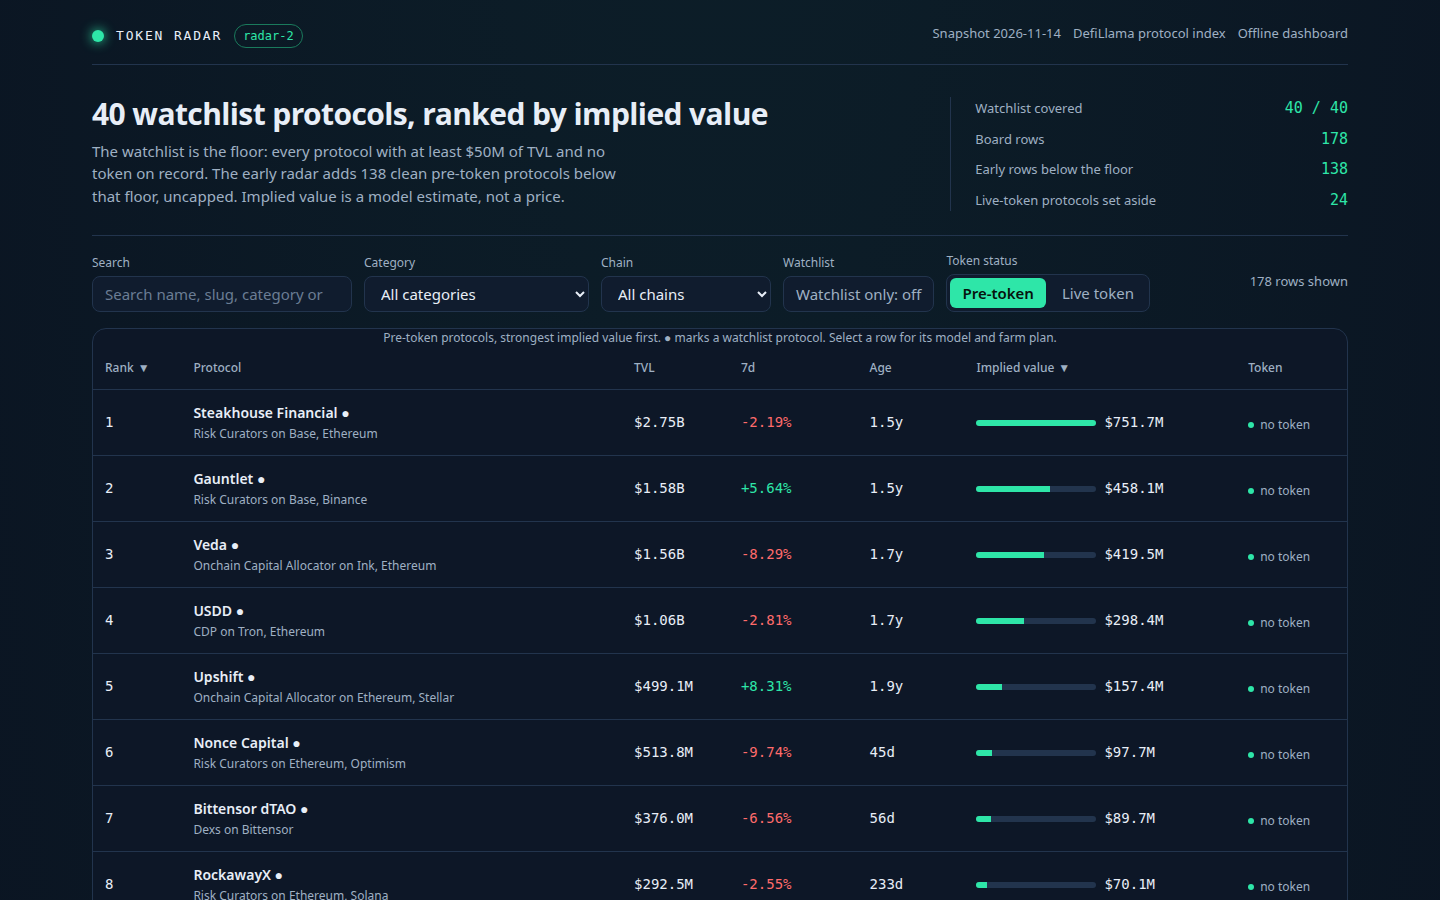 TOKEN RADAR radar-2
Snapshot 2026-11-14 DefiLlama protocol index Offline dashboard
40 watchlist protocols, ranked by implied value
The watchlist is the floor: every protocol with at least $50M of TVL and no
token on record. The early radar adds 138 clean pre-token protocols below
that floor, uncapped. Implied value is a model estimate, not a price.
Watchlist covered 40 / 40
Board rows 178
Early rows below the floor 138
Live-token protocols set aside 24
Search Category Chain Watchlist Token status
Search name, slug, category or All categories All chains Watchlist only: off Pre-token Live token 178 rows shown
Pre-token protocols, strongest implied value first. ● marks a watchlist protocol. Select a row for its model and farm plan.
Rank ▼ Protocol TVL 7d Age Implied value ▼ Token
1 Steakhouse Financial ● $2.75B -2.19% 1.5y $751.7M no token
Risk Curators on Base, Ethereum
2 Gauntlet ● $1.58B +5.64% 1.5y $458.1M no token
Risk Curators on Base, Binance
3 Veda ● $1.56B -8.29% 1.7y $419.5M no token
Onchain Capital Allocator on Ink, Ethereum
4 USDD ● $1.06B -2.81% 1.7y $298.4M no token
CDP on Tron, Ethereum
5 Upshift ● $499.1M +8.31% 1.9y $157.4M no token
Onchain Capital Allocator on Ethereum, Stellar
6 Nonce Capital ● $513.8M -9.74% 45d $97.7M no token
Risk Curators on Ethereum, Optimism
7 Bittensor dTAO ● $376.0M -6.56% 56d $89.7M no token
Dexs on Bittensor
8 RockawayX ● $292.5M -2.55% 233d $70.1M no token
Risk Curators on Ethereum, Solana